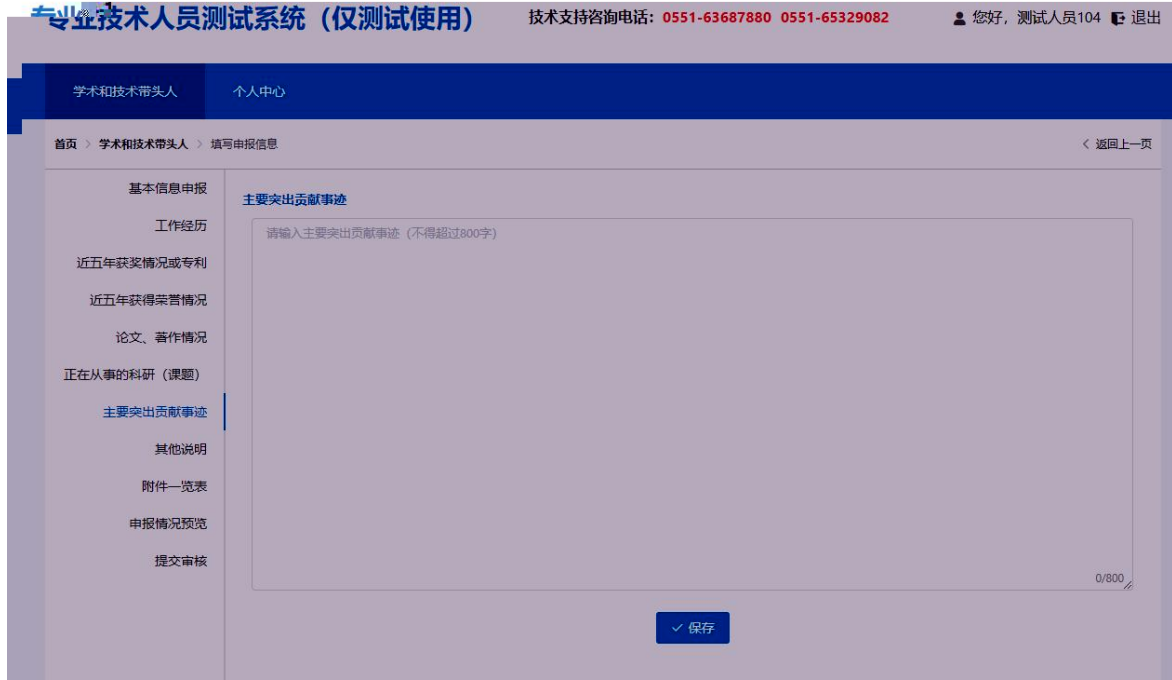 专业技术人员测试系统（仅测试使用）
技术支持咨询电话：0551-63687880 0551-65329082
您好，测试人员104 退出
学术和技术带头人 个人中心
首页 > 学术和技术带头人 > 填写申报信息
< 返回上一页
基本信息申报
工作经历
近五年获奖情况或专利
近五年获得荣誉情况
论文、著作情况
正在从事的科研（课题）
主要突出贡献事迹
其他说明
附件一览表
申报情况预览
提交审核
主要突出贡献事迹
请输入主要突出贡献事迹（不得超过800字）
0/800
保存